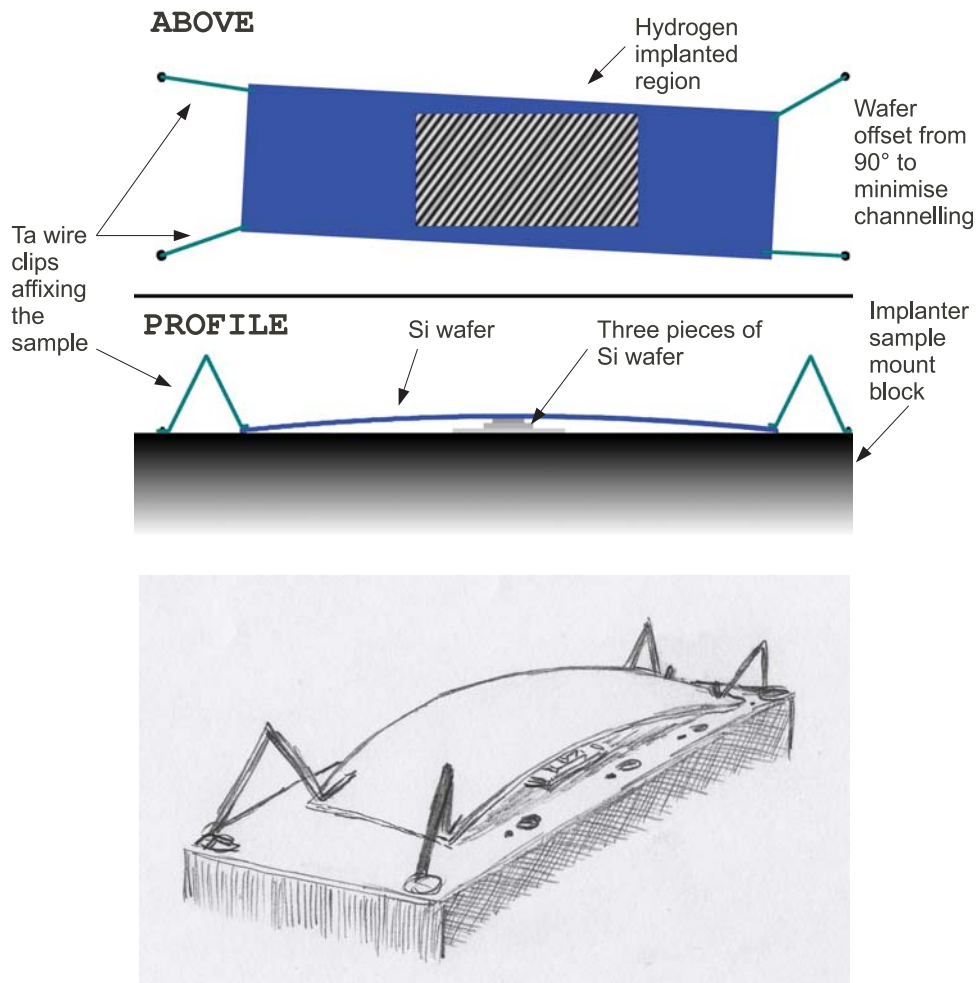 ABOVE
Hydrogen
implanted
region
Wafer
offset from
90° to
minimise
channelling
Ta wire
clips
affixing
the
sample
PROFILE
Si wafer
Three pieces of
Si wafer
Implanter
sample
mount
block